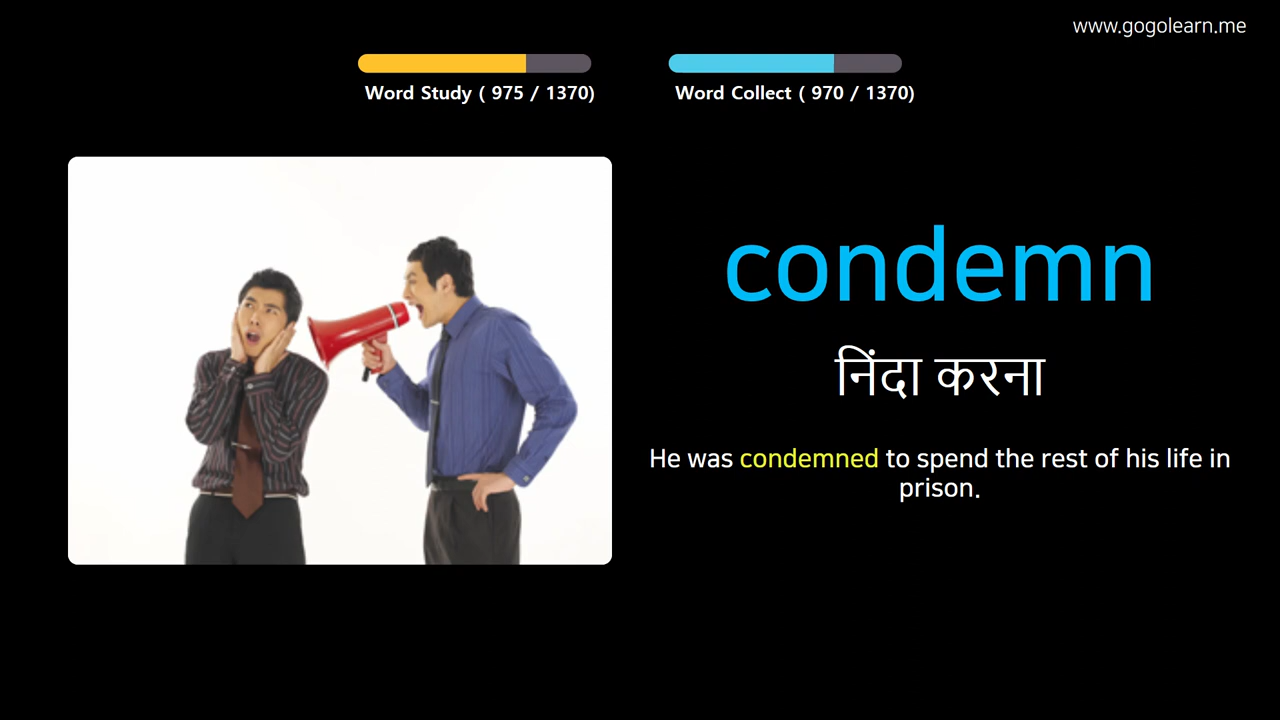 www.gogolearn.me
Word Study ( 975 / 1370)
Word Collect ( 970 / 1370)
condemn
निंदा करना
He was condemned to spend the rest of his life in
prison.